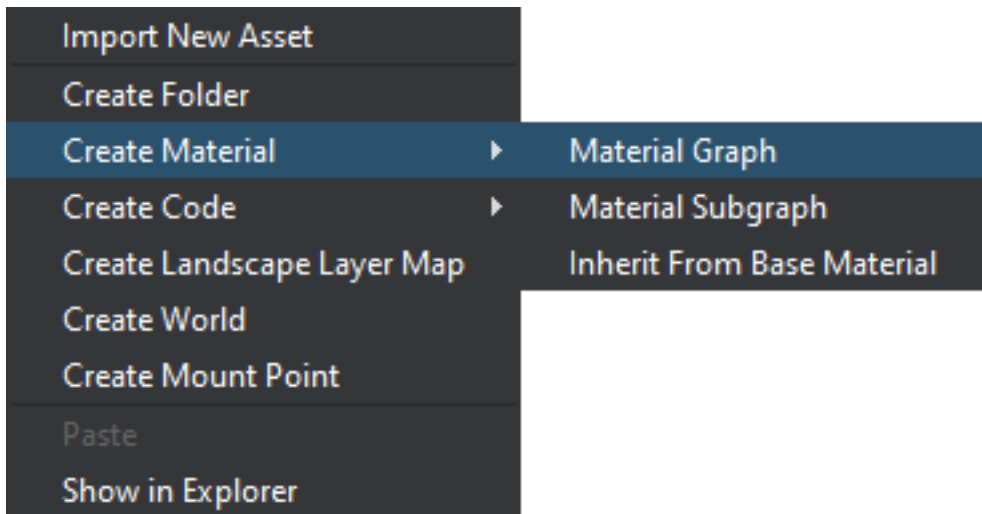 Import New Asset
Create Folder
Create Material
Material Graph
Create Code
Material Subgraph
Create Landscape Layer Map
Inherit From Base Material
Create World
Create Mount Point
Paste
Show in Explorer